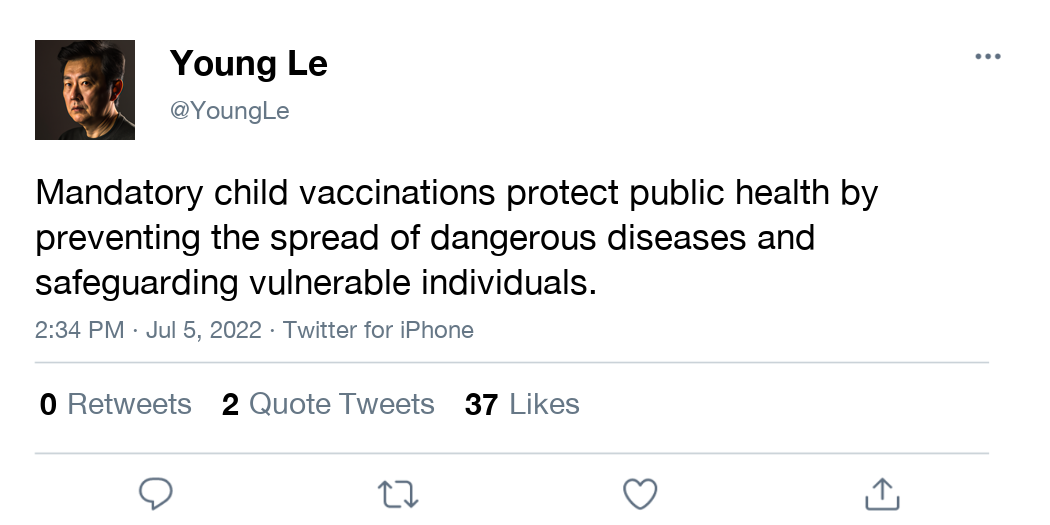 Young Le
@YoungLe
Mandatory child vaccinations protect public health by
preventing the spread of dangerous diseases and
safeguarding vulnerable individuals.
2:34 PM · Jul 5, 2022 · Twitter for iPhone
0 Retweets 2 Quote Tweets 37 Likes